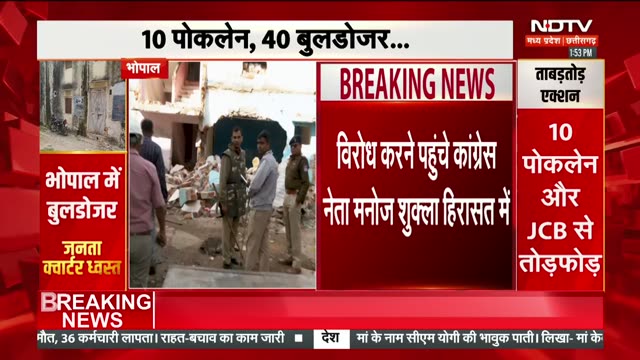 10 पोकलेन, 40 बुलडोजर...
NDTV
मध्य प्रदेश | छत्तीसगढ़
1:53 PM
भोपाल
BREAKING NEWS
ताबड़तोड़
एक्शन
विरोध करने पहुंचे कांग्रेस
नेता मनोज शुक्ला हिरासत में
10
पोकलेन
और
JCB से
तोड़फोड़
भोपाल में
बुलडोजर
जनता
क्वार्टर ध्वस्त
BREAKING
NEWS
मौत, 36 कर्मचारी लापता। राहत-बचाव का काम जारी
देश
मां के नाम सीएम योगी की भावुक पाती। लिखा- मां के